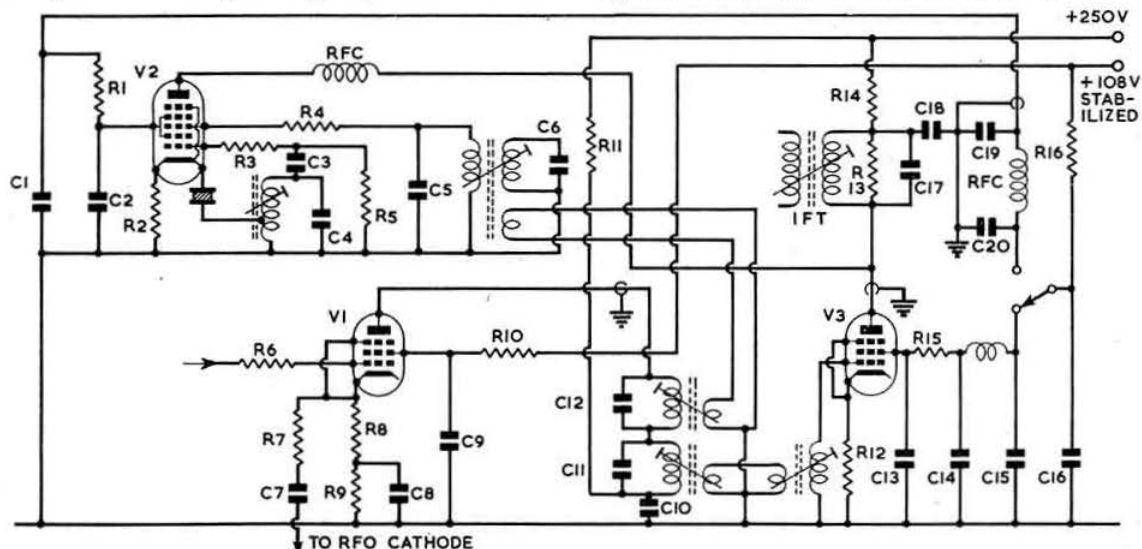 +250V
RFC
+108V
STAB-
ILIZED
V2
R1
R14
C18
R4
C6
R11
C19
R16
R3
C3
R
13
C17
RFC
C1
C2
C5
R2
C4
R5
IFT
C20
V1
V3
R6
R10
R15
C12
R7
R8
C9
R12
C11
C13
C14
C15
C16
C7
R9
C8
C10
TO RFO CATHODE